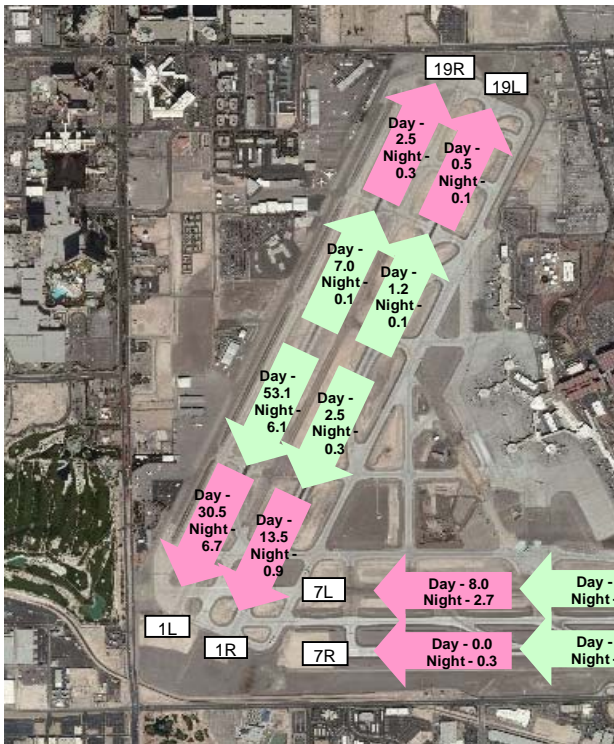 19R
19L
Day -
2.5
Night -
0.3
Day -
0.5
Night -
0.1
Day -
7.0
Night -
0.1
Day -
1.2
Night -
0.1
Day -
53.1
Night -
6.1
Day -
2.5
Night -
0.3
Day -
30.5
Night -
6.7
Day -
13.5
Night -
0.9
7L
Day - 8.0
Night - 2.7
Day -
Night -
1L
1R
7R
Day - 0.0
Night - 0.3
Day -
Night -